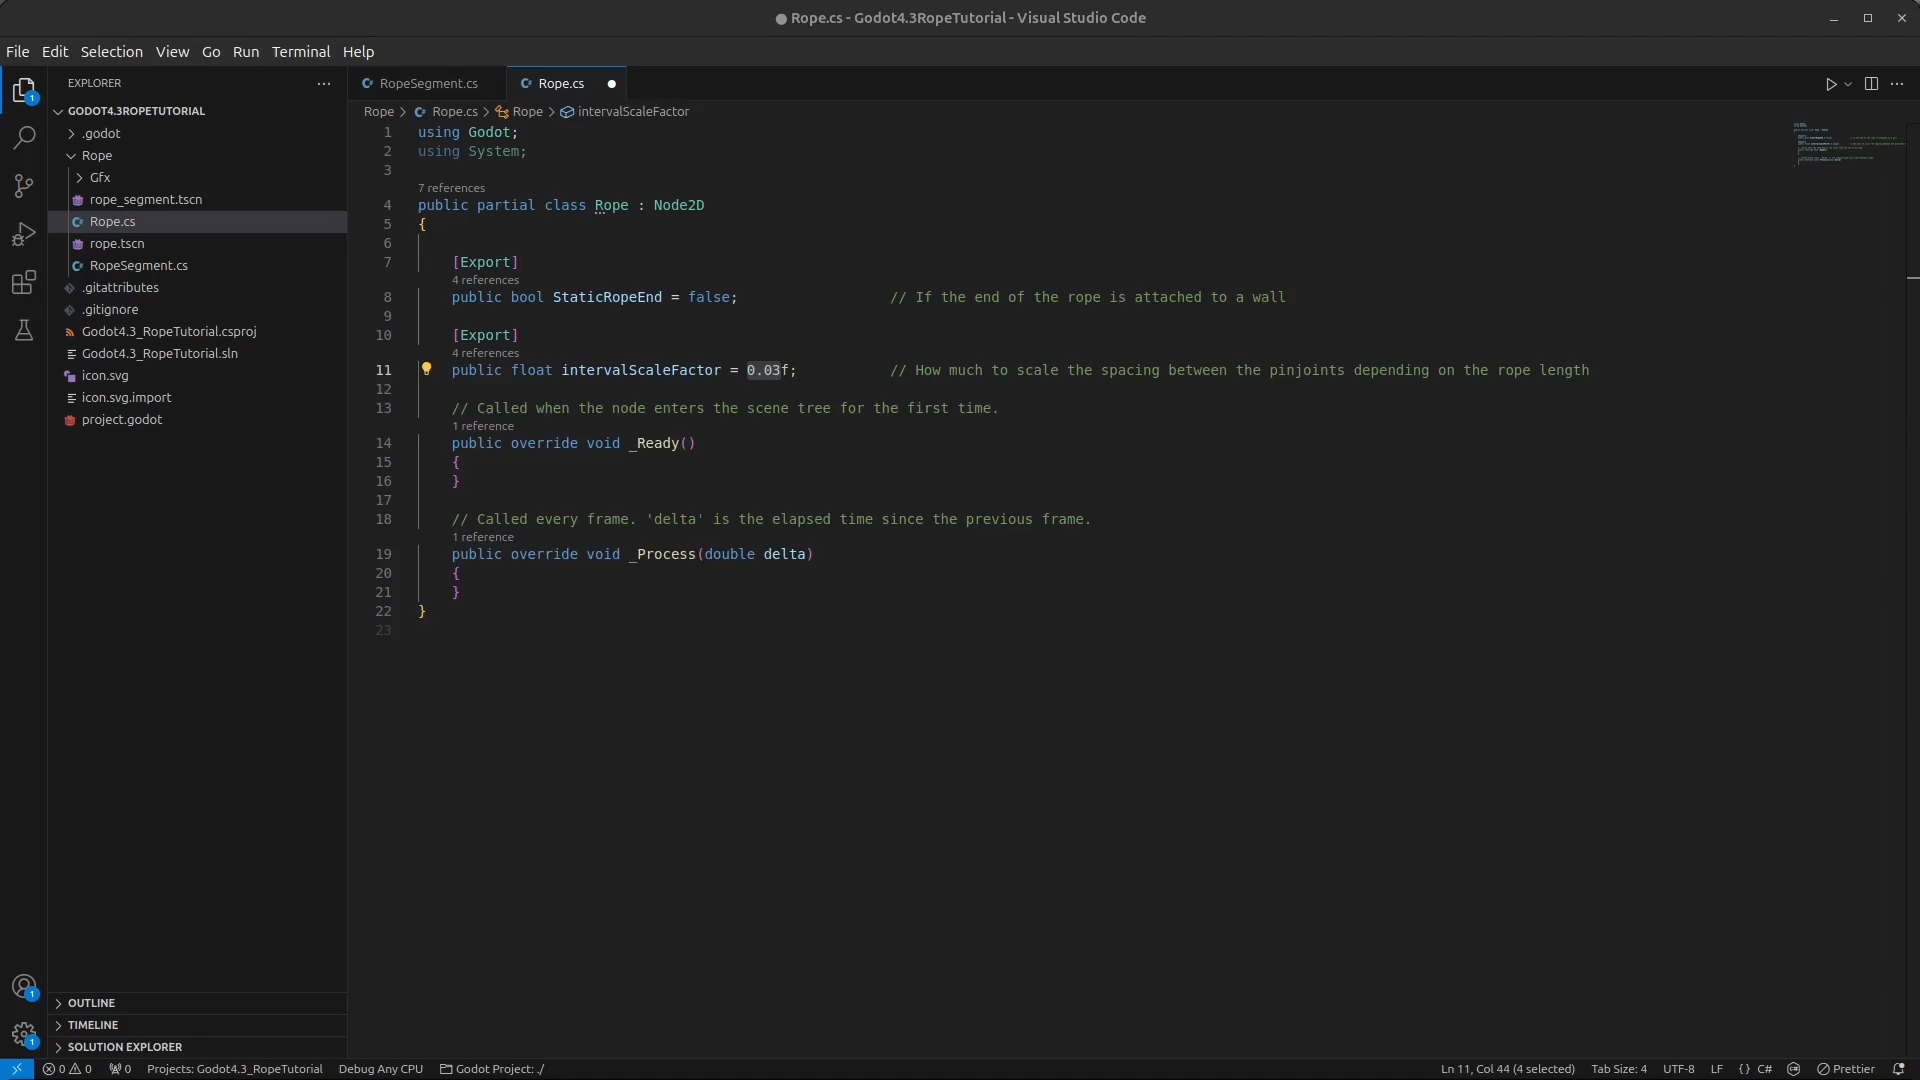 ● Rope.cs - Godot4.3RopeTutorial - Visual Studio Code
File Edit Selection View Go Run Terminal Help
EXPLORER
RopeSegment.cs Rope.cs
GODOT4.3ROPETUTORIAL
.godot
Rope
Gfx
rope_segment.tscn
Rope.cs
rope.tscn
RopeSegment.cs
.gitattributes
.gitignore
Godot4.3_RopeTutorial.csproj
Godot4.3_RopeTutorial.sln
icon.svg
icon.svg.import
project.godot
OUTLINE
TIMELINE
SOLUTION EXPLORER
Rope > Rope.cs > Rope > intervalScaleFactor
1 using Godot;
2 using System;
3
7 references
4 public partial class Rope : Node2D
5 {
6
7 [Export]
4 references
8 public bool StaticRopeEnd = false; // If the end of the rope is attached to a wall
9
10 [Export]
4 references
11 public float intervalScaleFactor = 0.03f; // How much to scale the spacing between the pinjoints depending on the rope length
12
13 // Called when the node enters the scene tree for the first time.
1 reference
14 public override void _Ready()
15 {
16 }
17
18 // Called every frame. 'delta' is the elapsed time since the previous frame.
1 reference
19 public override void _Process(double delta)
20 {
21 }
22 }
23
1
1
1
0 0 0 Projects: Godot4.3_RopeTutorial Debug Any CPU Godot Project: ./ Ln 11, Col 44 (4 selected) Tab Size: 4 UTF-8 LF {} C# Prettier